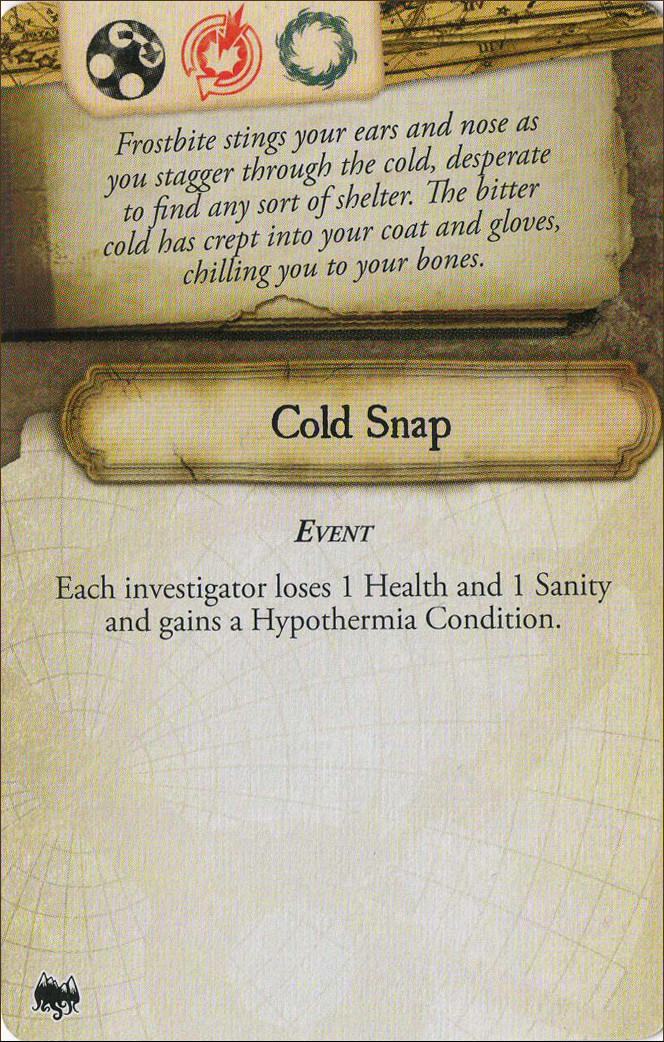 Frostbite stings your ears and nose as
you stagger through the cold, desperate
to find any sort of shelter. The bitter
cold has crept into your coat and gloves,
chilling you to your bones.
Cold Snap
Event
Each investigator loses 1 Health and 1 Sanity
and gains a Hypothermia Condition.